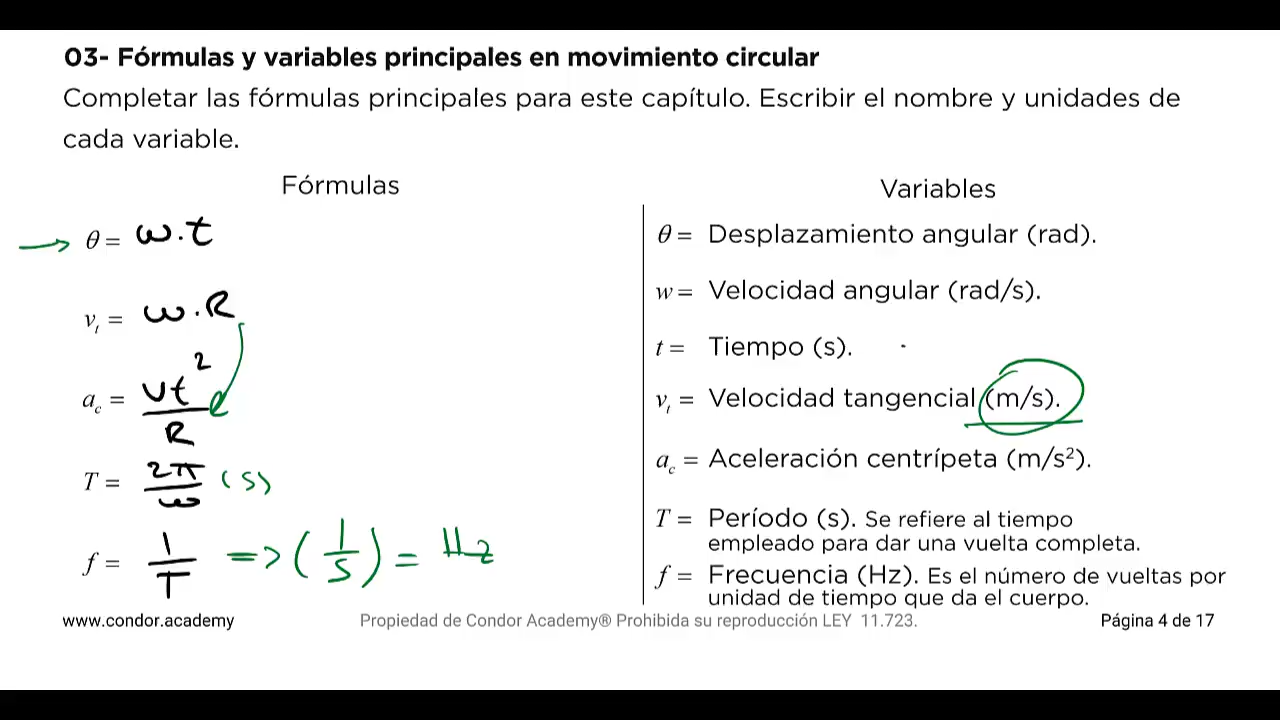 03- Fórmulas y variables principales en movimiento circular
Completar las fórmulas principales para este capítulo. Escribir el nombre y unidades de
cada variable.
Fórmulas
θ = ω.t
v_t = ω.R
a_c = vt²/R
T = 2π/ω (s)
f = 1/T => (1/s) = Hz
Variables
θ = Desplazamiento angular (rad).
w = Velocidad angular (rad/s).
t = Tiempo (s).
v_t = Velocidad tangencial (m/s).
a_c = Aceleración centrípeta (m/s²).
T = Período (s). Se refiere al tiempo
empleado para dar una vuelta completa.
f = Frecuencia (Hz). Es el número de vueltas por
unidad de tiempo que da el cuerpo.
www.condor.academy Propiedad de Condor Academy® Prohibida su reproducción LEY 11.723. Página 4 de 17